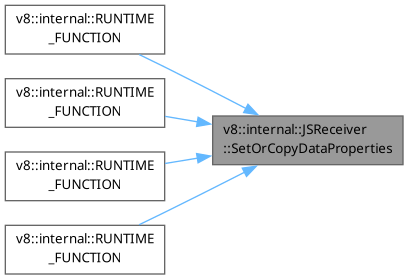 v8::internal::RUNTIME
_FUNCTION
v8::internal::RUNTIME
_FUNCTION
v8::internal::JSReceiver
::SetOrCopyDataProperties
v8::internal::RUNTIME
_FUNCTION
v8::internal::RUNTIME
_FUNCTION